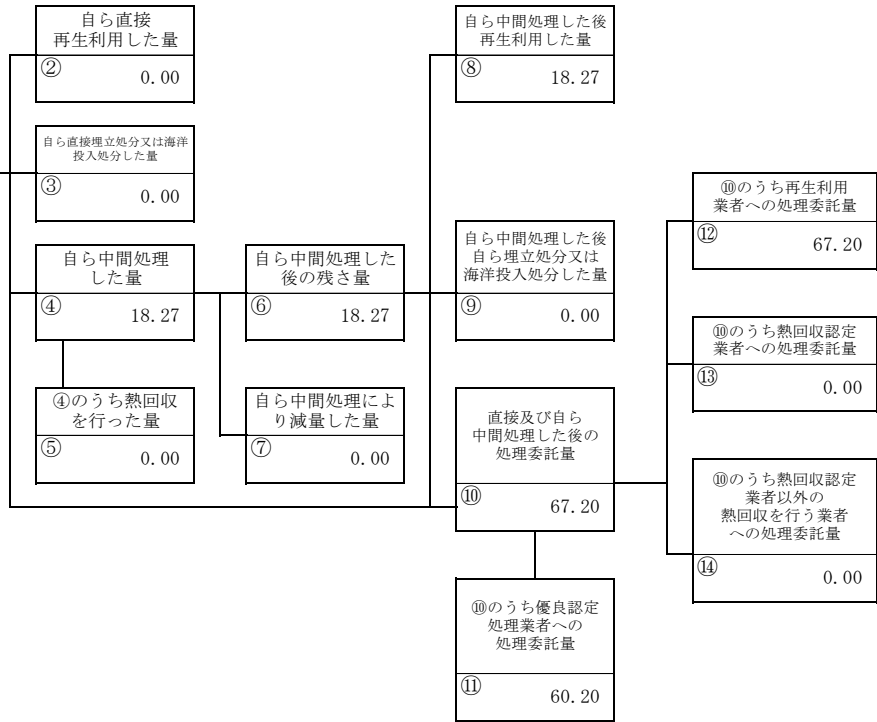 自ら直接
再生利用した量
② 0.00
自ら直接埋立処分又は海洋
投入処分した量
③ 0.00
自ら中間処理
した量
④ 18.27
④のうち熱回収
を行った量
⑤ 0.00
自ら中間処理した
後の残さ量
⑥ 18.27
自ら中間処理によ
り減量した量
⑦ 0.00
自ら中間処理した後
再生利用した量
⑧ 18.27
自ら中間処理した後
自ら埋立処分又は
海洋投入処分した量
⑨ 0.00
直接及び自ら
中間処理した後の
処理委託量
⑩ 67.20
⑩のうち優良認定
処理業者への
処理委託量
⑪ 60.20
⑩のうち再生利用
業者への処理委託量
⑫ 67.20
⑩のうち熱回収認定
業者への処理委託量
⑬ 0.00
⑩のうち熱回収認定
業者以外の
熱回収を行う業者
への処理委託量
⑭ 0.00